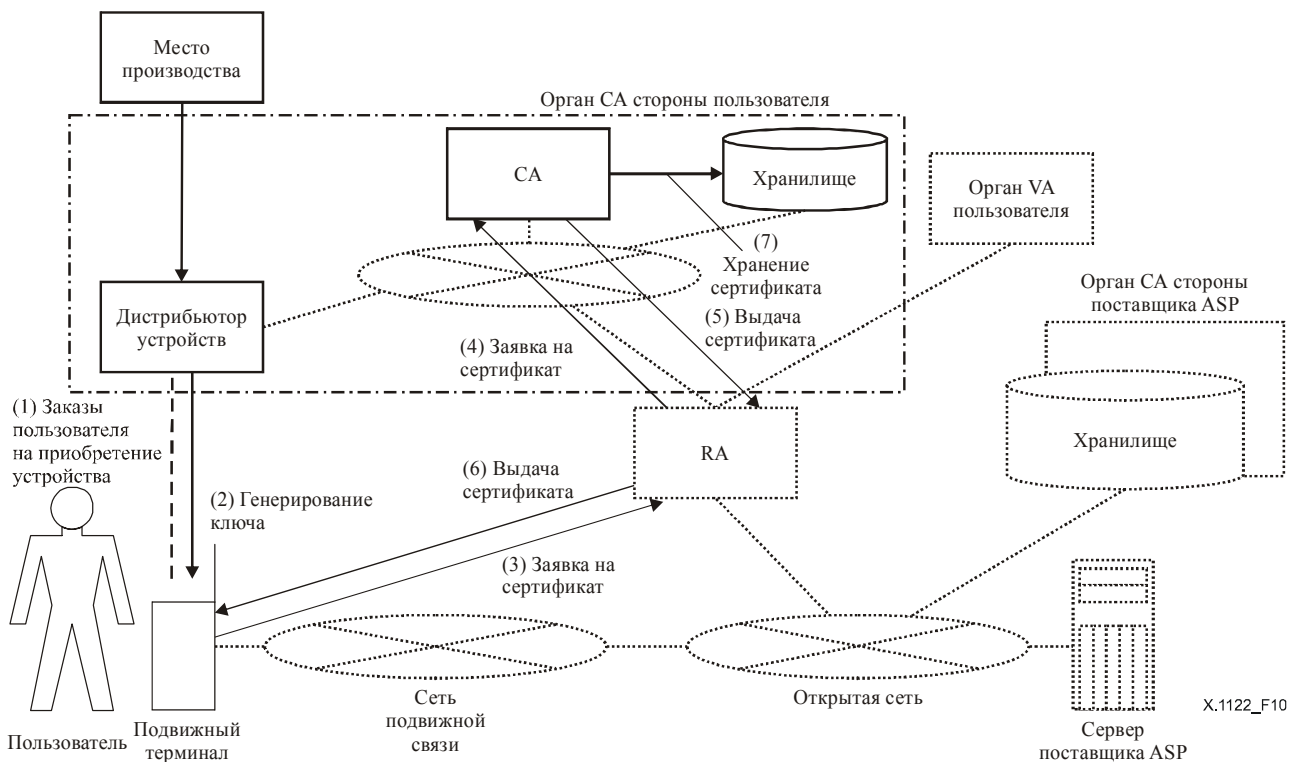 Место
производства
Орган CA стороны пользователя
CA
Хранилище
Орган VA
пользователя
(7)
Хранение
сертификата
Орган CA стороны
поставщика ASP
Дистрибьютор
устройств
(5) Выдача
сертификата
(4) Заявка на
сертификат
(1) Заказы
пользователя
на приобретение
устройства
RA
Хранилище
(6) Выдача
сертификата
(2) Генерирование
ключа
(3) Заявка на
сертификат
Сеть
подвижной
связи
Открытая сеть
X.1122_F10
Пользователь
Подвижный
терминал
Сервер
поставщика ASP